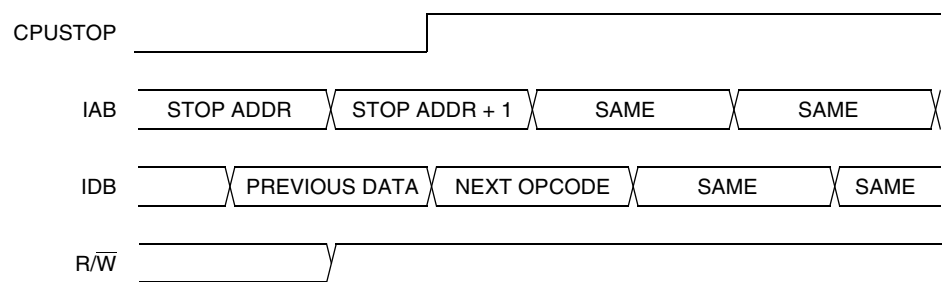 CPUSTOP
IAB STOP ADDR STOP ADDR + 1 SAME SAME
IDB PREVIOUS DATA NEXT OPCODE SAME SAME
R/W̅